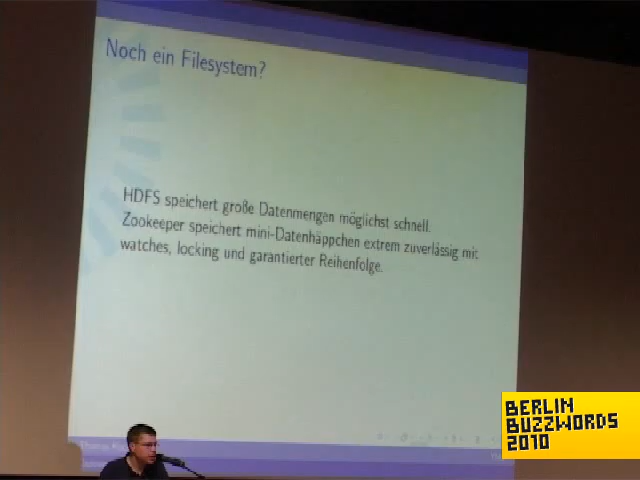 Noch ein Filesystem?
HDFS speichert große Datenmengen möglichst schnell.
Zookeeper speichert mini-Datenhäppchen extrem zuverlässig mit
watches, locking und garantierter Reihenfolge.
Thomas
BERLIN
BUZZWORDS
2010